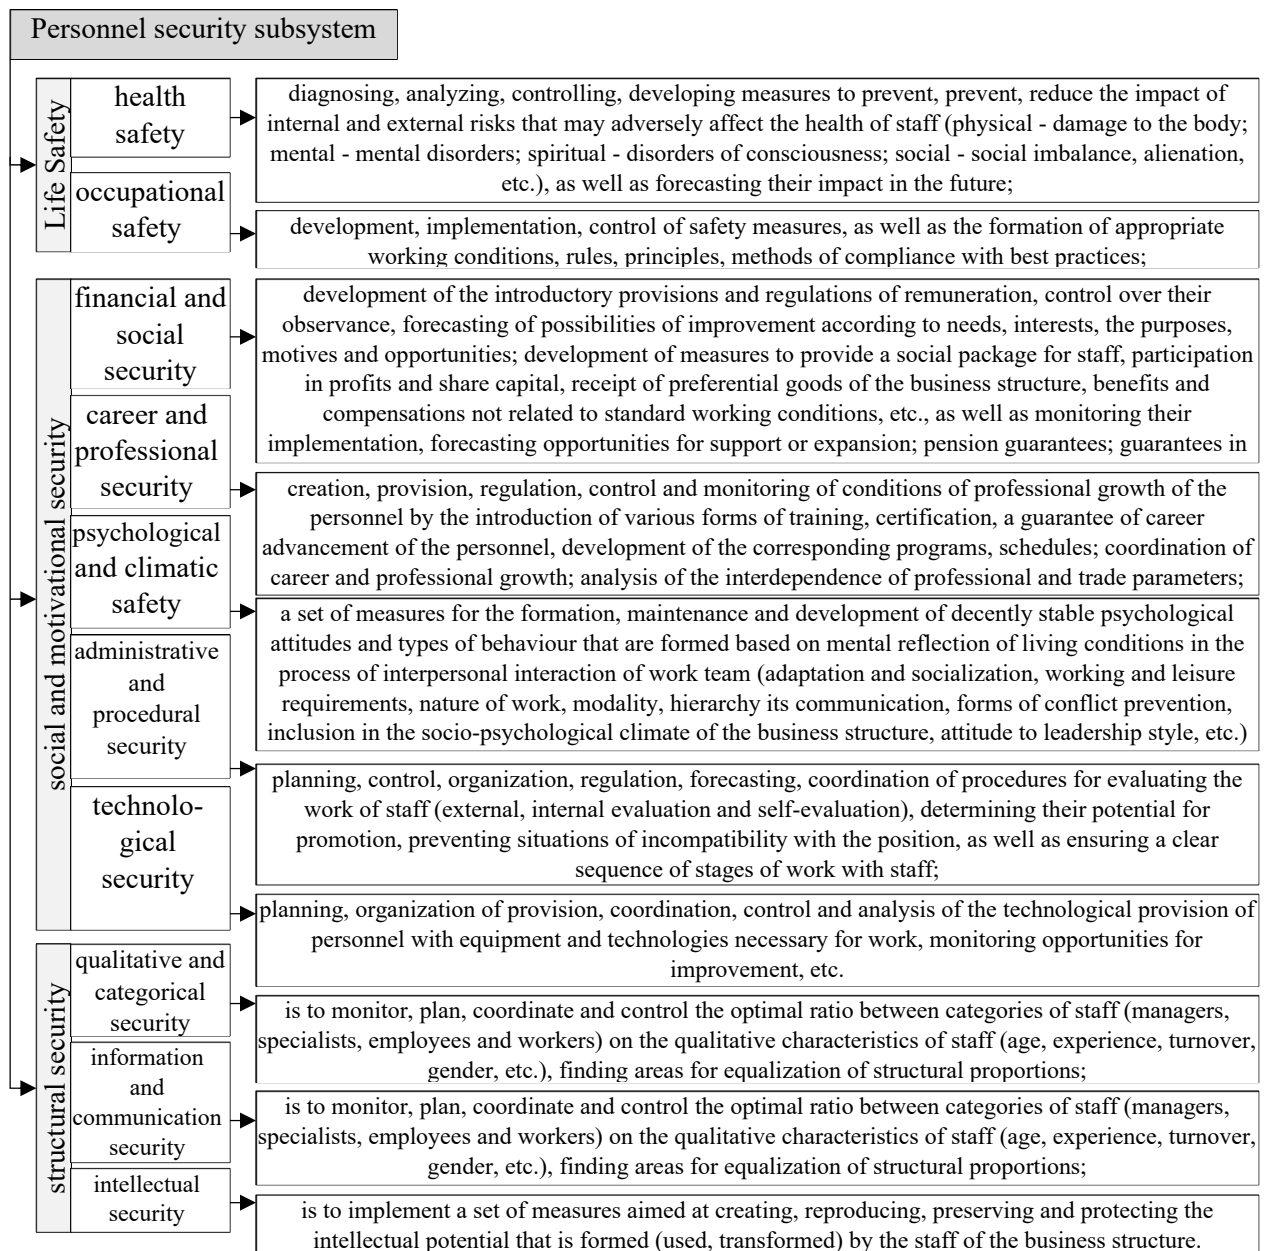 Personnel security subsystem
Life Safety
health
safety
diagnosing, analyzing, controlling, developing measures to prevent, prevent, reduce the impact of
internal and external risks that may adversely affect the health of staff (physical - damage to the body;
mental - mental disorders; spiritual - disorders of consciousness; social - social imbalance, alienation,
etc.), as well as forecasting their impact in the future;
occupational
safety
development, implementation, control of safety measures, as well as the formation of appropriate
working conditions, rules, principles, methods of compliance with best practices;
social and motivational security
financial and
social
security
development of the introductory provisions and regulations of remuneration, control over their
observance, forecasting of possibilities of improvement according to needs, interests, the purposes,
motives and opportunities; development of measures to provide a social package for staff, participation
in profits and share capital, receipt of preferential goods of the business structure, benefits and
compensations not related to standard working conditions, etc., as well as monitoring their
implementation, forecasting opportunities for support or expansion; pension guarantees; guarantees in
career and
professional
security
creation, provision, regulation, control and monitoring of conditions of professional growth of the
personnel by the introduction of various forms of training, certification, a guarantee of career
advancement of the personnel, development of the corresponding programs, schedules; coordination of
career and professional growth; analysis of the interdependence of professional and trade parameters;
psychological
and climatic
safety
a set of measures for the formation, maintenance and development of decently stable psychological
attitudes and types of behaviour that are formed based on mental reflection of living conditions in the
process of interpersonal interaction of work team (adaptation and socialization, working and leisure
requirements, nature of work, modality, hierarchy its communication, forms of conflict prevention,
inclusion in the socio-psychological climate of the business structure, attitude to leadership style, etc.)
administrative
and
procedural
security
planning, control, organization, regulation, forecasting, coordination of procedures for evaluating the
work of staff (external, internal evaluation and self-evaluation), determining their potential for
promotion, preventing situations of incompatibility with the position, as well as ensuring a clear
sequence of stages of work with staff;
technolo-
gical
security
planning, organization of provision, coordination, control and analysis of the technological provision of
personnel with equipment and technologies necessary for work, monitoring opportunities for
improvement, etc.
structural security
qualitative and
categorical
security
is to monitor, plan, coordinate and control the optimal ratio between categories of staff (managers,
specialists, employees and workers) on the qualitative characteristics of staff (age, experience, turnover,
gender, etc.), finding areas for equalization of structural proportions;
information
and
communication
security
is to monitor, plan, coordinate and control the optimal ratio between categories of staff (managers,
specialists, employees and workers) on the qualitative characteristics of staff (age, experience, turnover,
gender, etc.), finding areas for equalization of structural proportions;
intellectual
security
is to implement a set of measures aimed at creating, reproducing, preserving and protecting the
intellectual potential that is formed (used, transformed) by the staff of the business structure.